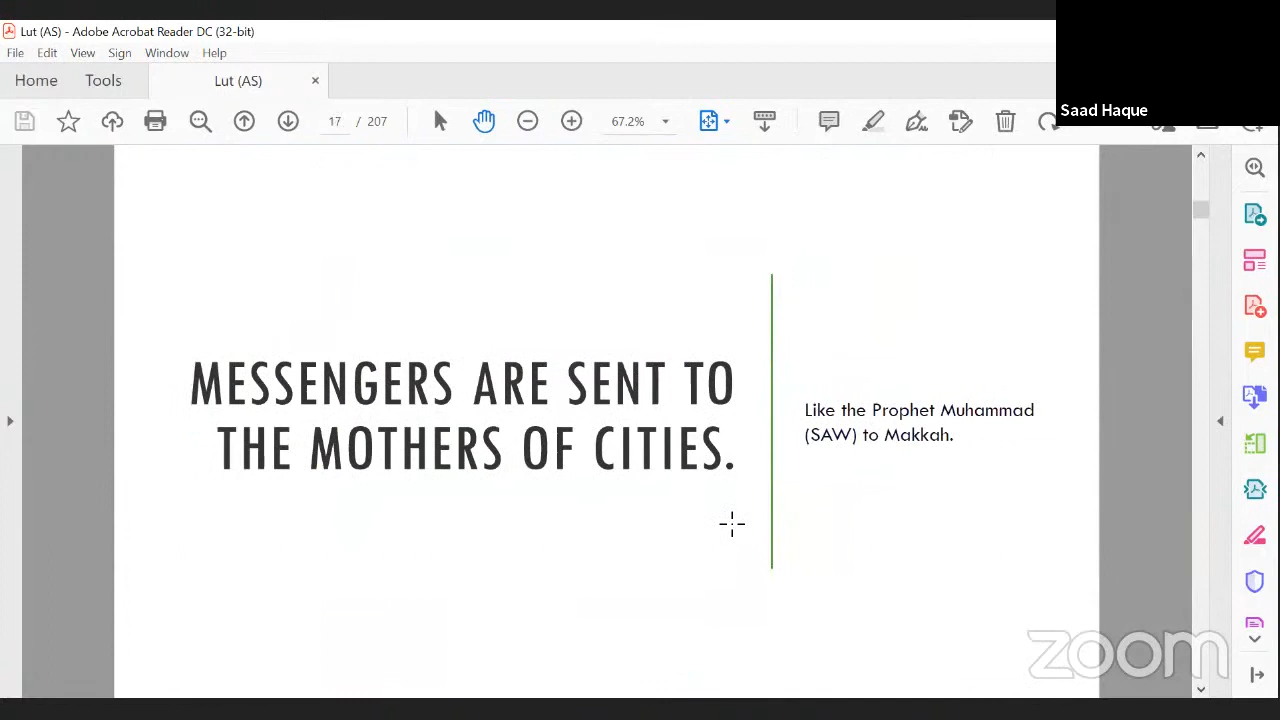 Lut (AS) - Adobe Acrobat Reader DC (32-bit)
File Edit View Sign Window Help
Home Tools Lut (AS) ×
17 / 207 67.2%
Saad Haque
MESSENGERS ARE SENT TO
THE MOTHERS OF CITIES.
Like the Prophet Muhammad
(SAW) to Makkah.
zoom